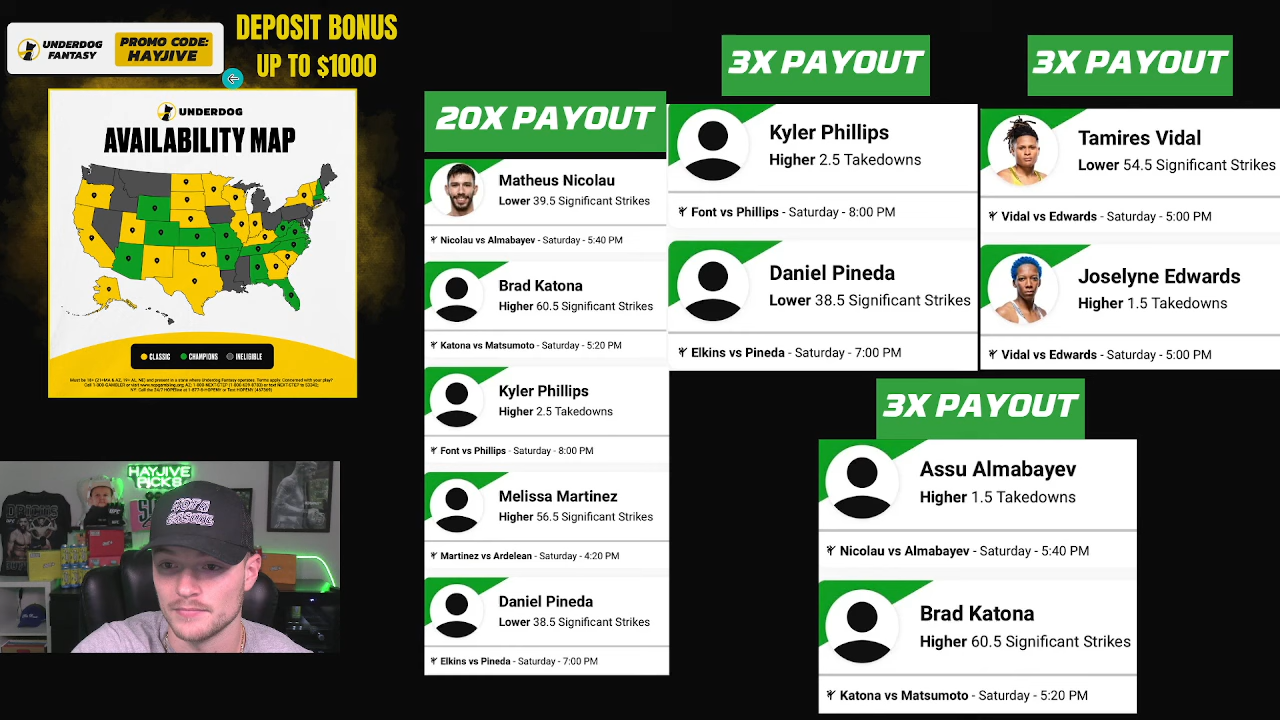 UNDERDOG
FANTASY
PROMO CODE:
HAYJIVE
DEPOSIT BONUS
UP TO $1000
UNDERDOG
AVAILABILITY MAP
CLASSIC
CHAMPIONS
INELIGIBLE
HAYJIVE
PICKS
20X PAYOUT
Matheus Nicolau
Lower 39.5 Significant Strikes
Nicolau vs Almabayev - Saturday - 5:40 PM
Brad Katona
Higher 60.5 Significant Strikes
Katona vs Matsumoto - Saturday - 5:20 PM
Kyler Phillips
Higher 2.5 Takedowns
Font vs Phillips - Saturday - 8:00 PM
Melissa Martinez
Higher 56.5 Significant Strikes
Martinez vs Ardelean - Saturday - 4:20 PM
Daniel Pineda
Lower 38.5 Significant Strikes
Elkins vs Pineda - Saturday - 7:00 PM
3X PAYOUT
Kyler Phillips
Higher 2.5 Takedowns
Font vs Phillips - Saturday - 8:00 PM
Daniel Pineda
Lower 38.5 Significant Strikes
Elkins vs Pineda - Saturday - 7:00 PM
3X PAYOUT
Tamires Vidal
Lower 54.5 Significant Strikes
Vidal vs Edwards - Saturday - 5:00 PM
Joselyne Edwards
Higher 1.5 Takedowns
Vidal vs Edwards - Saturday - 5:00 PM
3X PAYOUT
Assu Almabayev
Higher 1.5 Takedowns
Nicolau vs Almabayev - Saturday - 5:40 PM
Brad Katona
Higher 60.5 Significant Strikes
Katona vs Matsumoto - Saturday - 5:20 PM